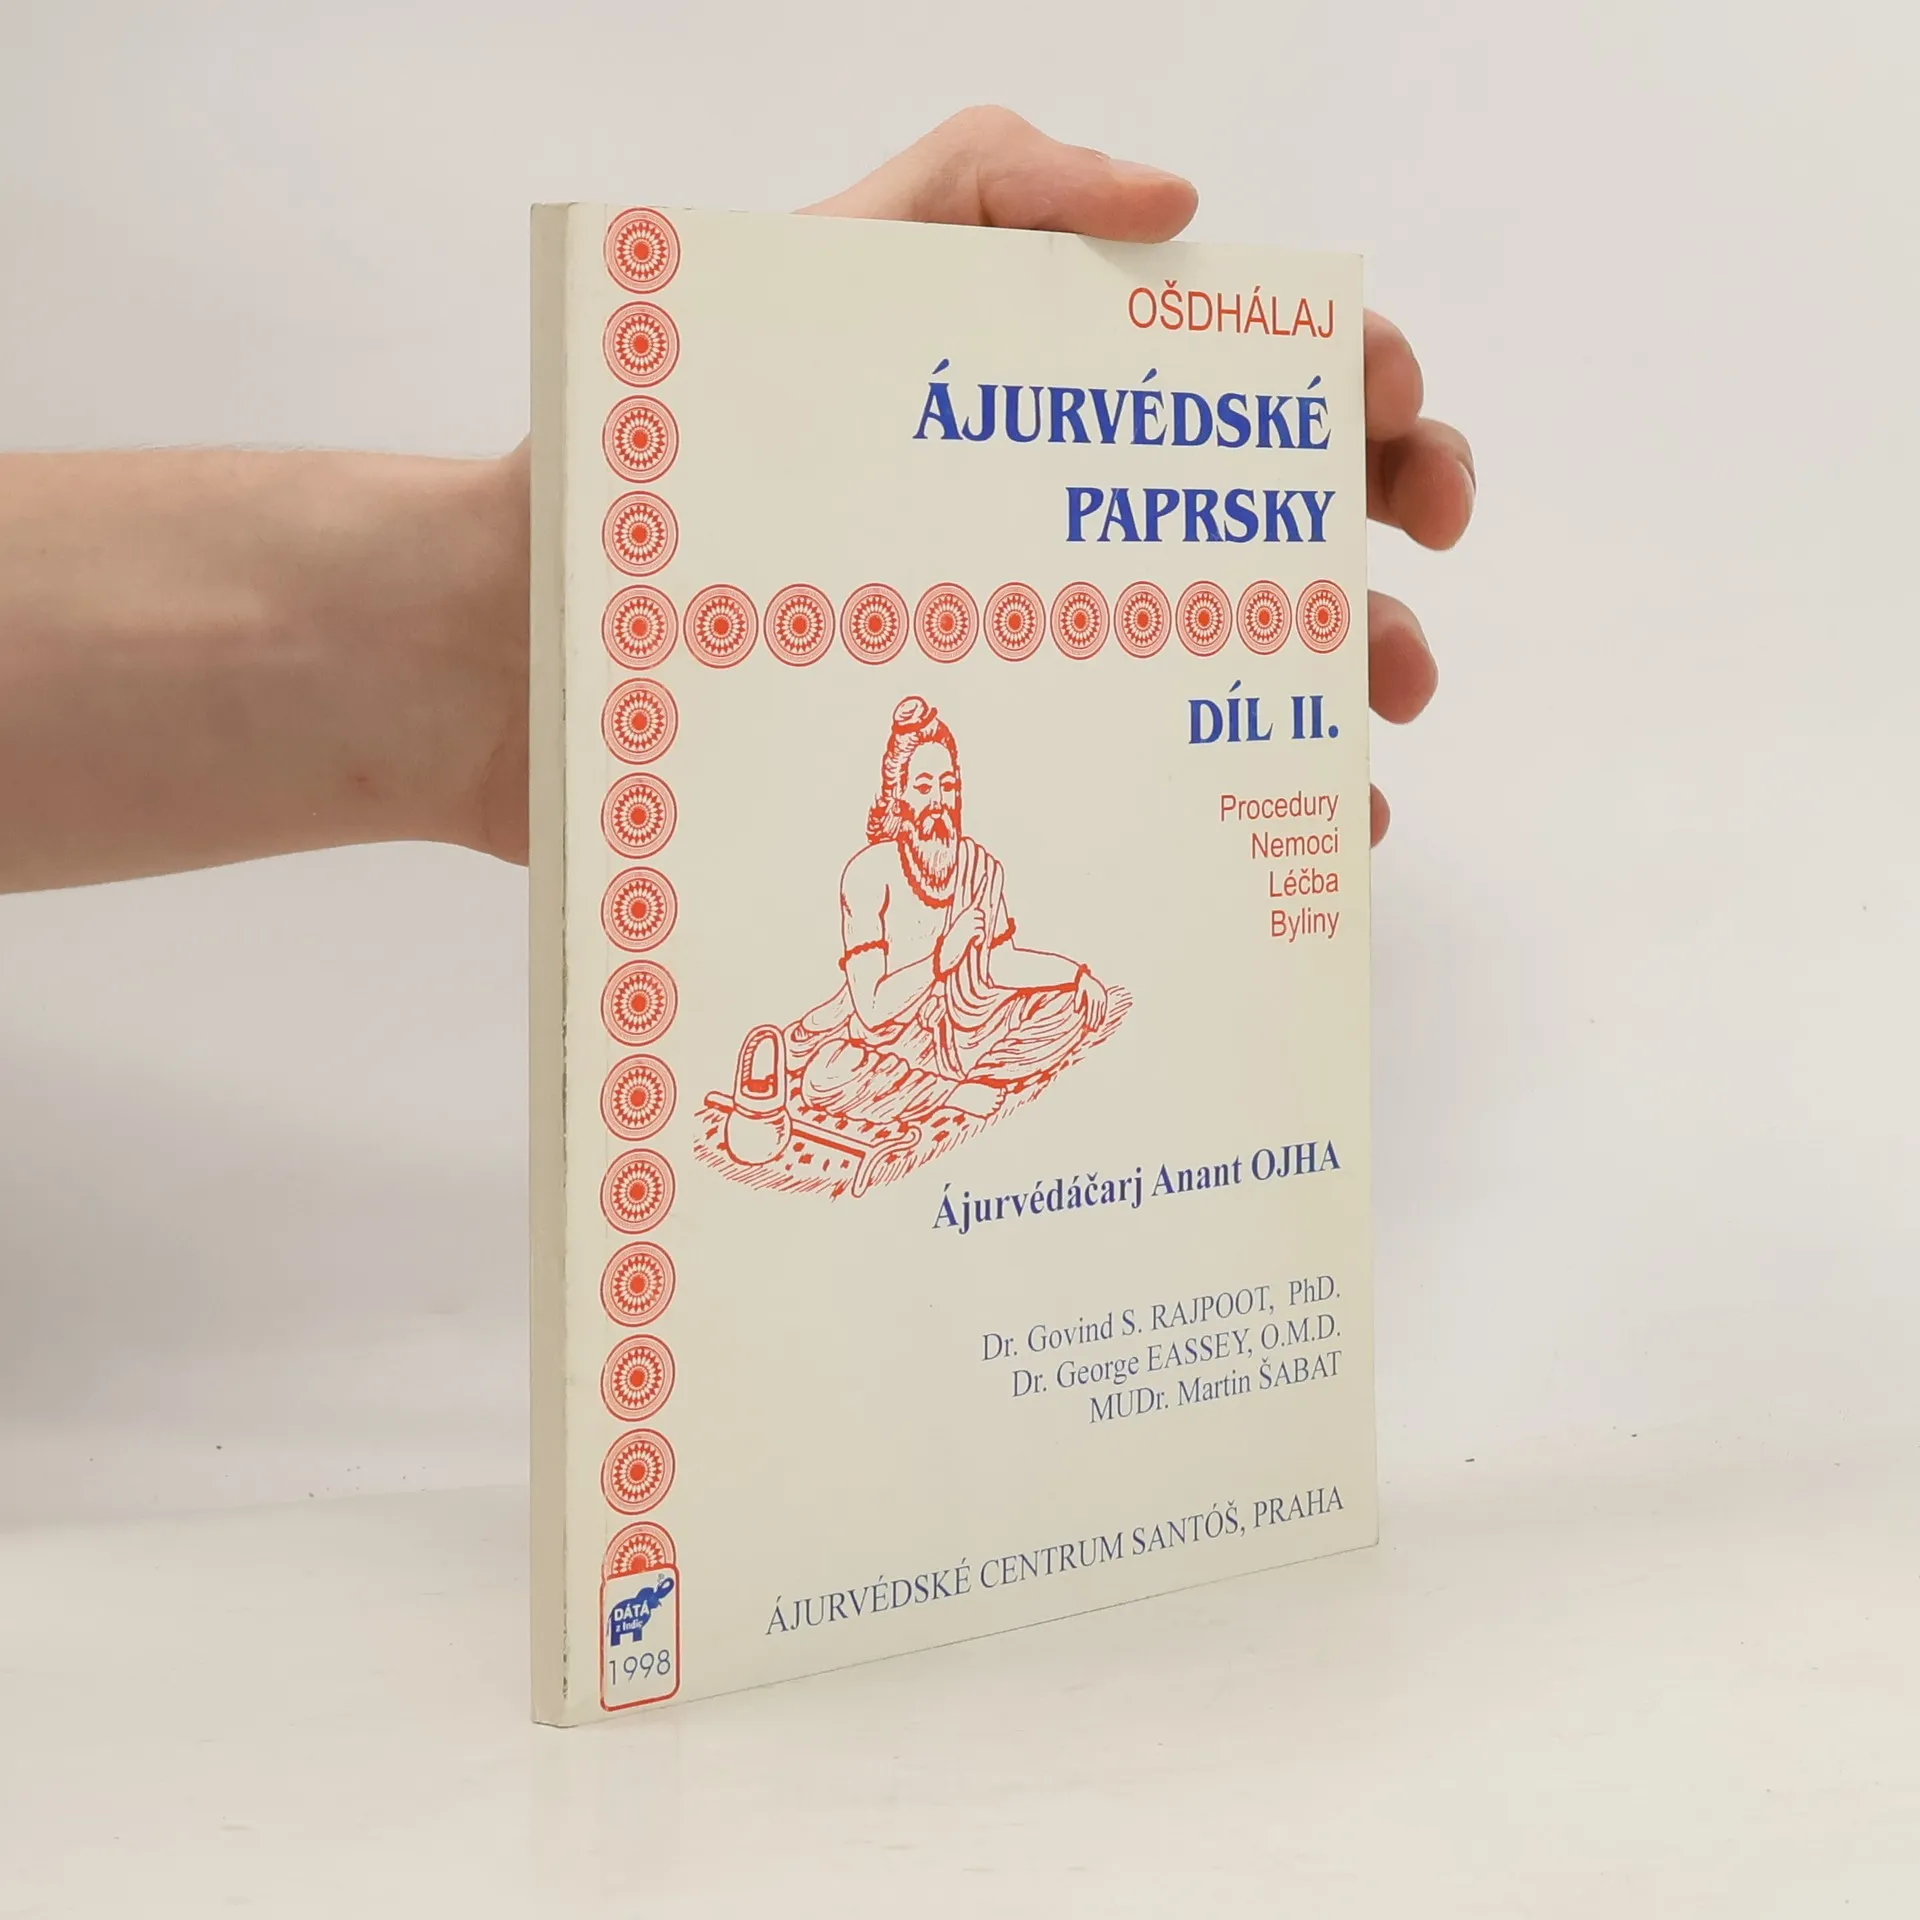 OŠDHÁLAJ
ÁJURVÉDSKÉ
PAPRSKY
DÍL II.
Procedury
Nemoci
Léčba
Byliny
Ájurvédáčarj Anant OJHA
Dr. Govind S. RAJPOOT, PhD.
Dr. George EASSEY, O.M.D.
MUDr. Martin ŠABAT
ÁJURVÉDSKÉ CENTRUM SANTÓŠ, PRAHA
DÁTÁ
z Indie
1998